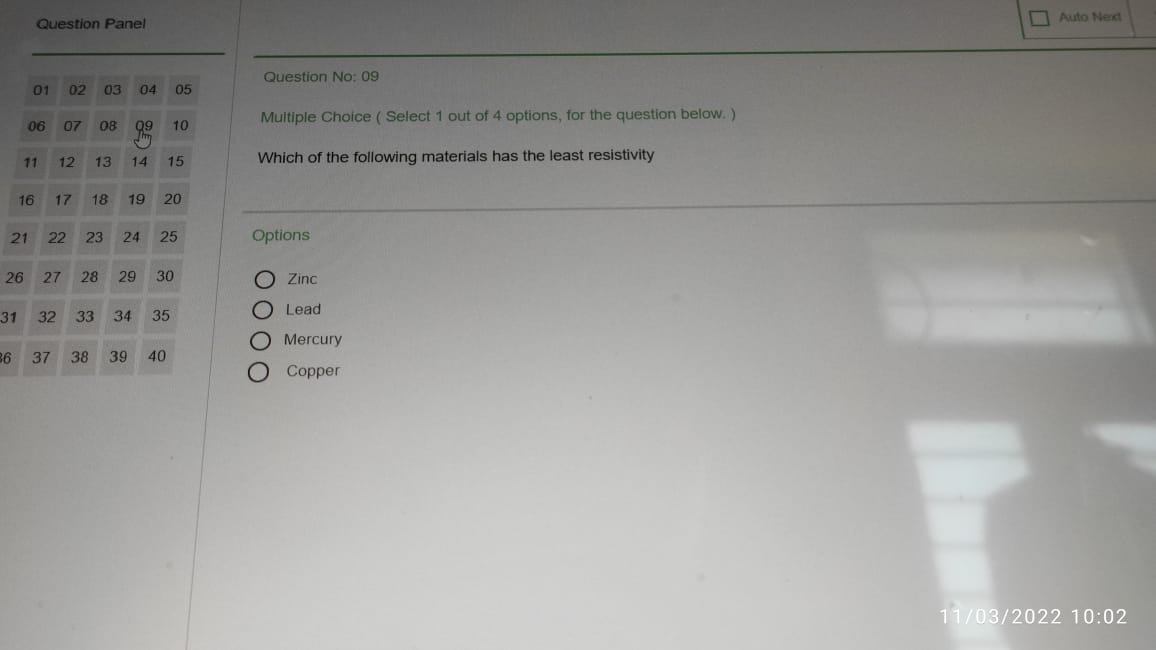 Question Panel
Auto Next
01 02 03 04 05
06 07 08 09 10
11 12 13 14 15
16 17 18 19 20
21 22 23 24 25
26 27 28 29 30
31 32 33 34 35
36 37 38 39 40
Question No: 09
Multiple Choice ( Select 1 out of 4 options, for the question below. )
Which of the following materials has the least resistivity
Options
Zinc
Lead
Mercury
Copper
11/03/2022 10:02